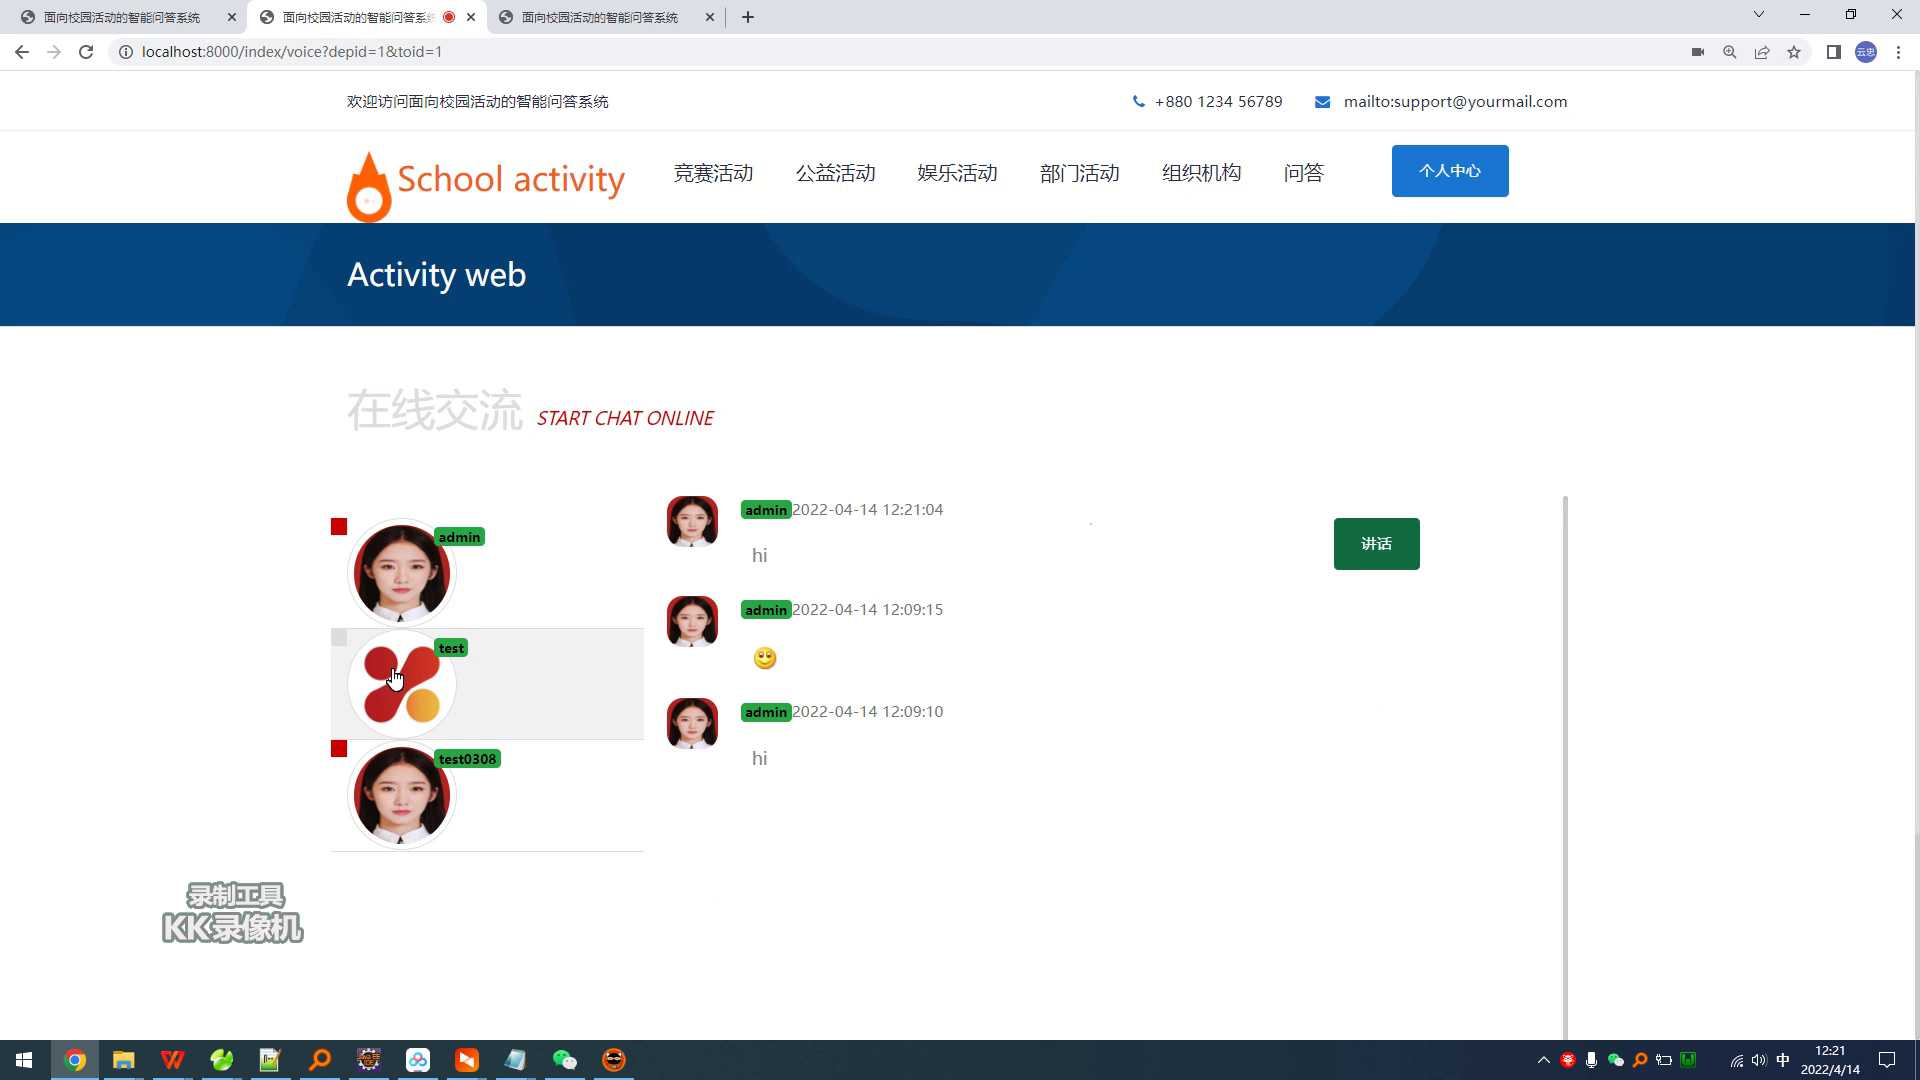 面向校园活动的智能问答系统
面向校园活动的智能问答系统
面向校园活动的智能问答系统
localhost:8000/index/voice?depid=1&toid=1
云忠
欢迎访问面向校园活动的智能问答系统
+880 1234 56789
mailto:support@yourmail.com
School activity
竞赛活动
公益活动
娱乐活动
部门活动
组织机构
问答
个人中心
Activity web
在线交流 START CHAT ONLINE
admin
test
test0308
admin2022-04-14 12:21:04
hi
admin2022-04-14 12:09:15
admin2022-04-14 12:09:10
hi
讲话
录制工具
KK录像机
中
12:21
2022/4/14